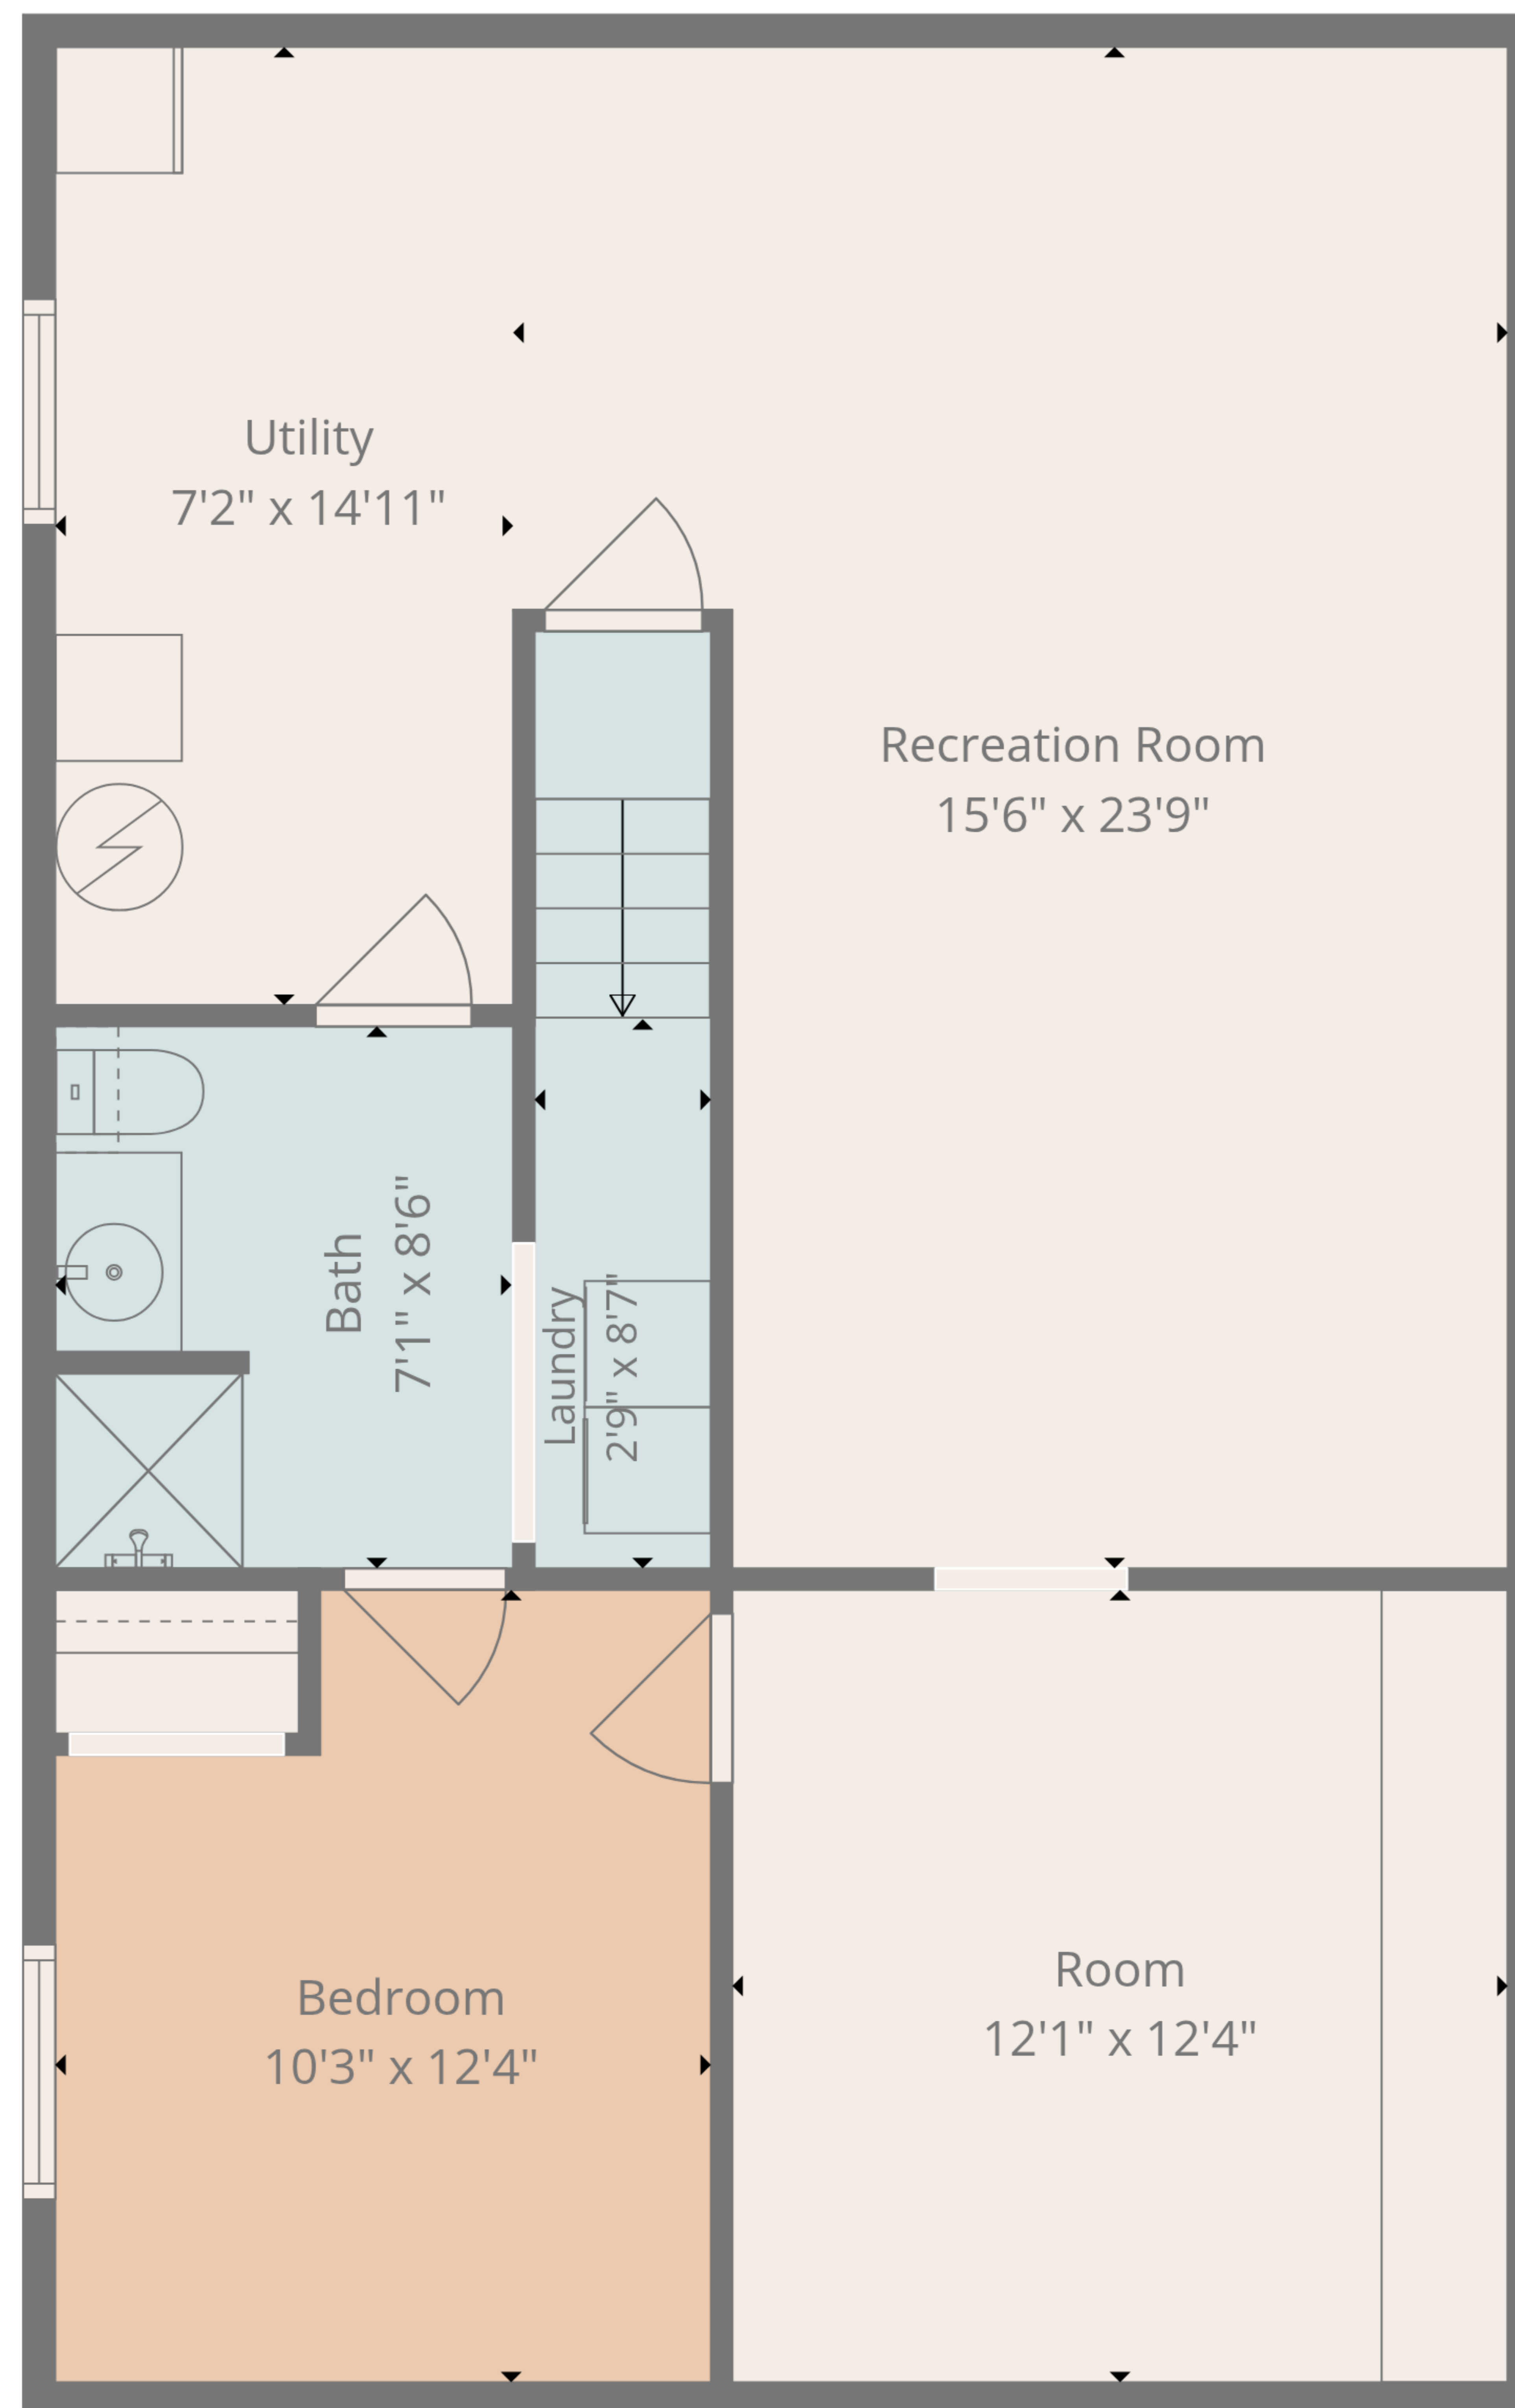 Utility
7'2" x 14'11"
Recreation Room
15'6" x 23'9"
Bath
7'1" x 8'6"
Laundry
2'9" x 8'7"
Bedroom
10'3" x 12'4"
Room
12'1" x 12'4"